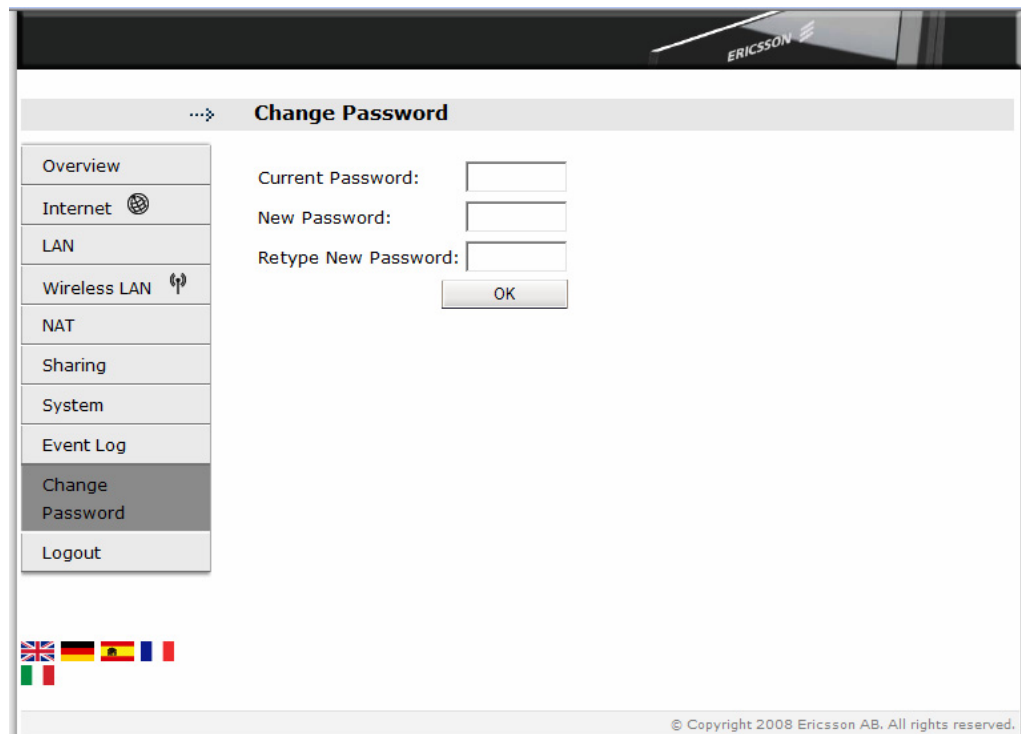 ERICSSON
Change Password
Overview
Internet
LAN
Wireless LAN
NAT
Sharing
System
Event Log
Change
Password
Logout
Current Password:
New Password:
Retype New Password:
OK
© Copyright 2008 Ericsson AB. All rights reserved.